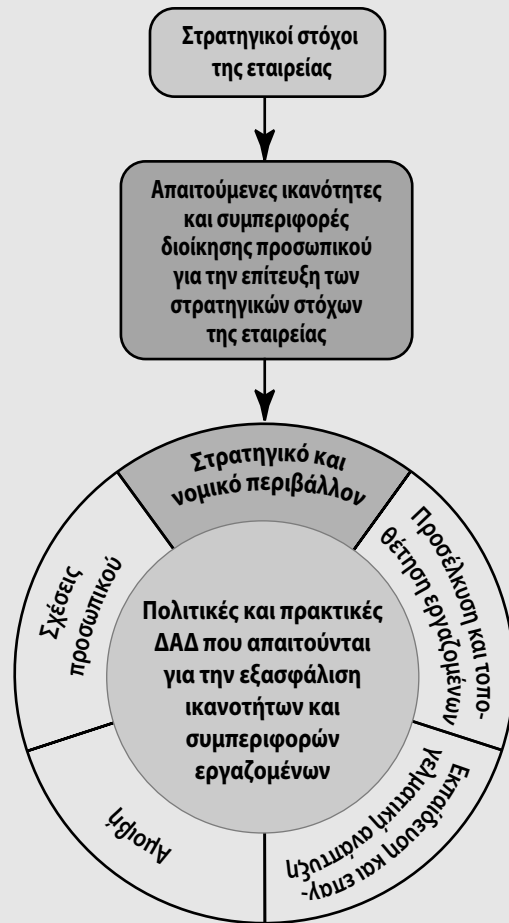 Στρατηγικοί στόχοι
της εταιρείας
Απαιτούμενες ικανότητες
και συμπεριφορές
διοίκησης προσωπικού
για την επίτευξη των
στρατηγικών στόχων
της εταιρείας
Στρατηγικό και
νομικό περιβάλλον
Προσέλκυση και τοπο-
θέτηση εργαζομένων
Εκπαίδευση και επαγ-
γελματική ανάπτυξη
Αμοιβή
Σχέσεις
προσωπικού
Πολιτικές και πρακτικές
ΔΑΔ που απαιτούνται
για την εξασφάλιση
ικανοτήτων και
συμπεριφορών
εργαζομένων